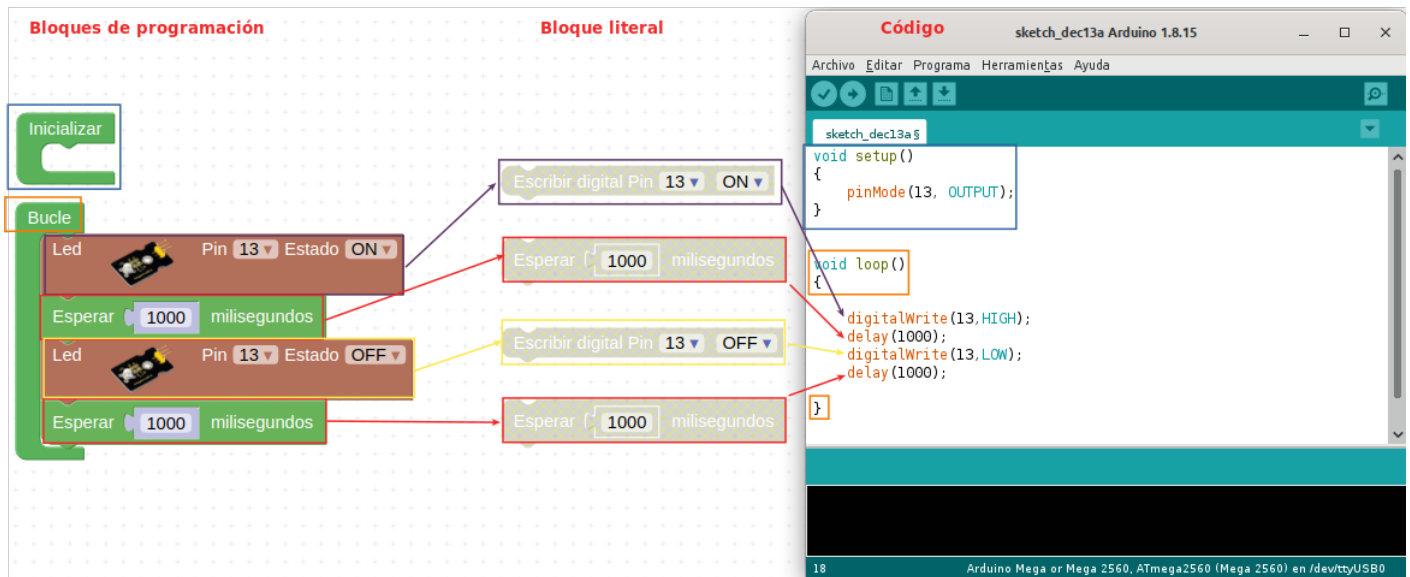 Bloques de programación
Inicializar
Bucle
Led Pin 13 Estado ON
Esperar 1000 milisegundos
Led Pin 13 Estado OFF
Esperar 1000 milisegundos
Bloque literal
Escribir digital Pin 13 ON
Esperar 1000 milisegundos
Escribir digital Pin 13 OFF
Esperar 1000 milisegundos
Código
sketch_dec13a Arduino 1.8.15
Archivo Editar Programa Herramientas Ayuda
sketch_dec13a §
void setup()
{
pinMode(13, OUTPUT);
}
void loop()
{
digitalWrite(13,HIGH);
delay(1000);
digitalWrite(13,LOW);
delay(1000);
}
18 Arduino Mega or Mega 2560, ATmega2560 (Mega 2560) en /dev/ttyUSB0